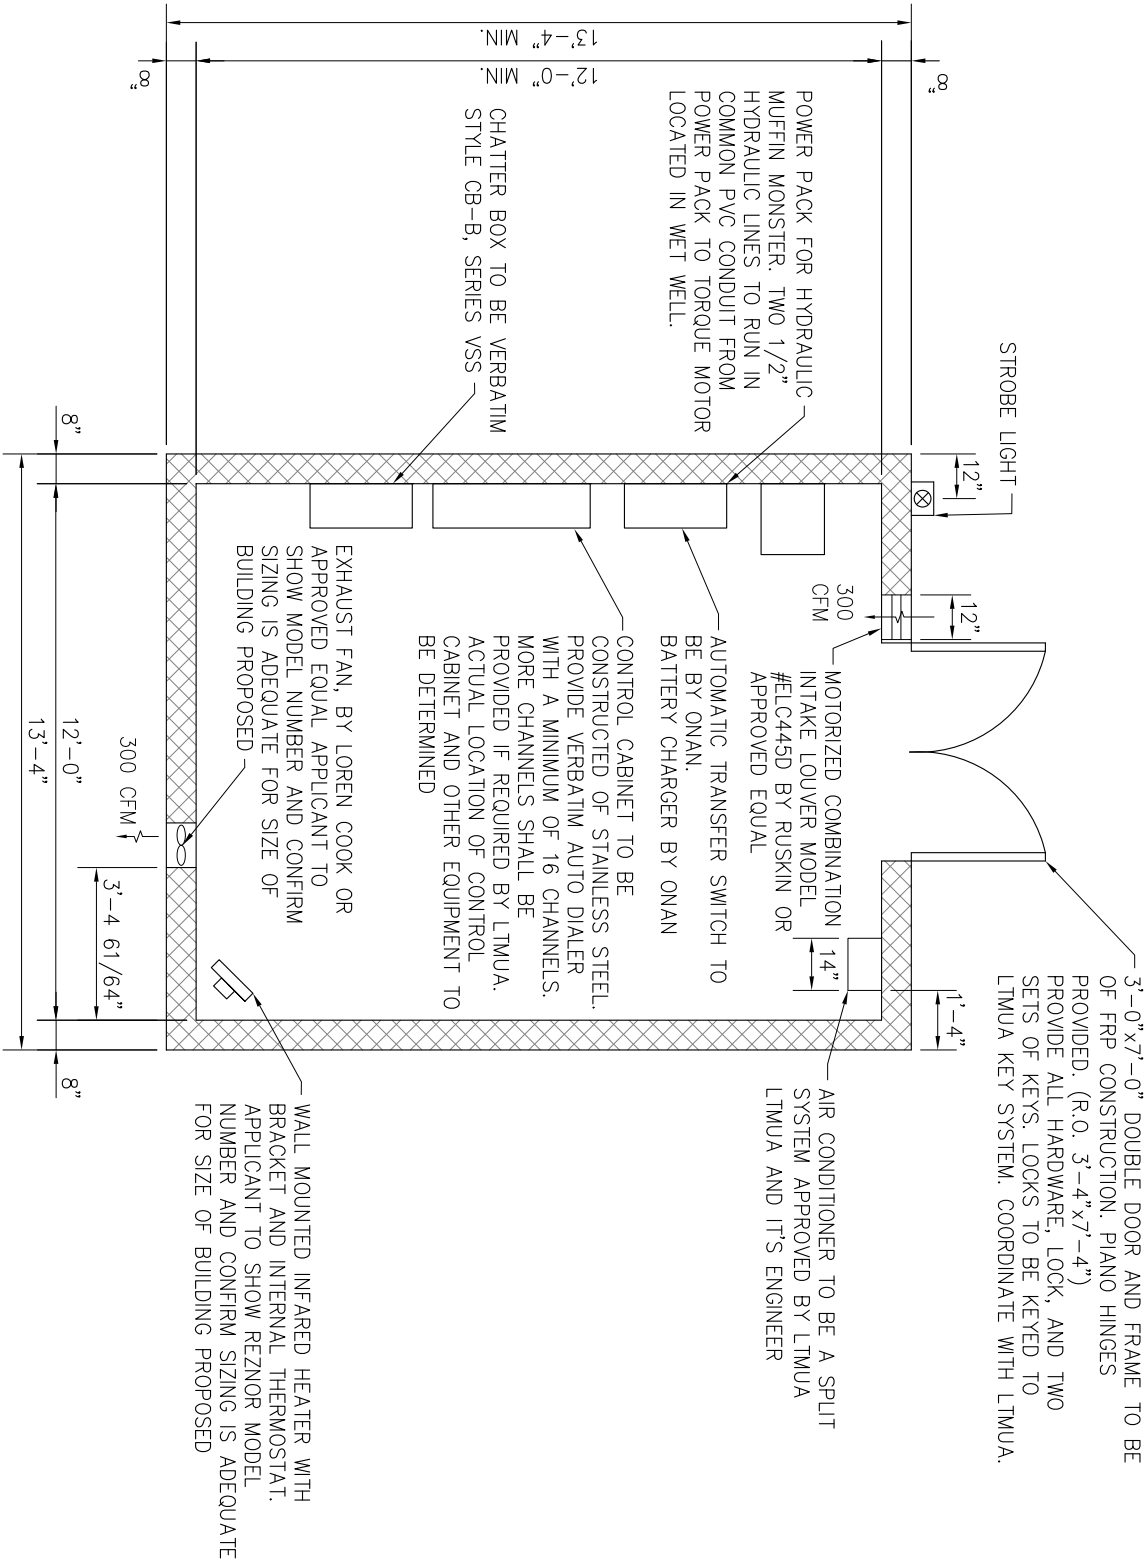 3'-0"x7'-0" DOUBLE DOOR AND FRAME TO BE
OF FRP CONSTRUCTION. PIANO HINGES
PROVIDED. (R.O. 3'-4"x7'-4")
PROVIDE ALL HARDWARE, LOCK, AND TWO
SETS OF KEYS. LOCKS TO BE KEYED TO
LTMUA KEY SYSTEM. COORDINATE WITH LTMUA.
STROBE LIGHT
12"
12"
1'-4"
14"
8"
13'-4" MIN.
12'-0" MIN.
8"
POWER PACK FOR HYDRAULIC
MUFFIN MONSTER. TWO 1/2"
HYDRAULIC LINES TO RUN IN
COMMON PVC CONDUIT FROM
POWER PACK TO TORQUE MOTOR
LOCATED IN WET WELL.
300
CFM
MOTORIZED COMBINATION
INTAKE LOUVER MODEL
#ELC445D BY RUSKIN OR
APPROVED EQUAL
AIR CONDITIONER TO BE A SPLIT
SYSTEM APPROVED BY LTMUA
LTMUA AND IT'S ENGINEER
AUTOMATIC TRANSFER SWITCH TO
BE BY ONAN.
BATTERY CHARGER BY ONAN
CHATTER BOX TO BE VERBATIM
STYLE CB-B, SERIES VSS
CONTROL CABINET TO BE
CONSTRUCTED OF STAINLESS STEEL.
PROVIDE VERBATIM AUTO DIALER
WITH A MINIMUM OF 16 CHANNELS.
MORE CHANNELS SHALL BE
PROVIDED IF REQUIRED BY LTMUA.
ACTUAL LOCATION OF CONTROL
CABINET AND OTHER EQUIPMENT TO
BE DETERMINED
EXHAUST FAN, BY LOREN COOK OR
APPROVED EQUAL APPLICANT TO
SHOW MODEL NUMBER AND CONFIRM
SIZING IS ADEQUATE FOR SIZE OF
BUILDING PROPOSED
WALL MOUNTED INFARED HEATER WITH
BRACKET AND INTERNAL THERMOSTAT.
APPLICANT TO SHOW REZNOR MODEL
NUMBER AND CONFIRM SIZING IS ADEQUATE
FOR SIZE OF BUILDING PROPOSED
300 CFM
3'-4 61/64"
8"
12'-0"
8"
13'-4"